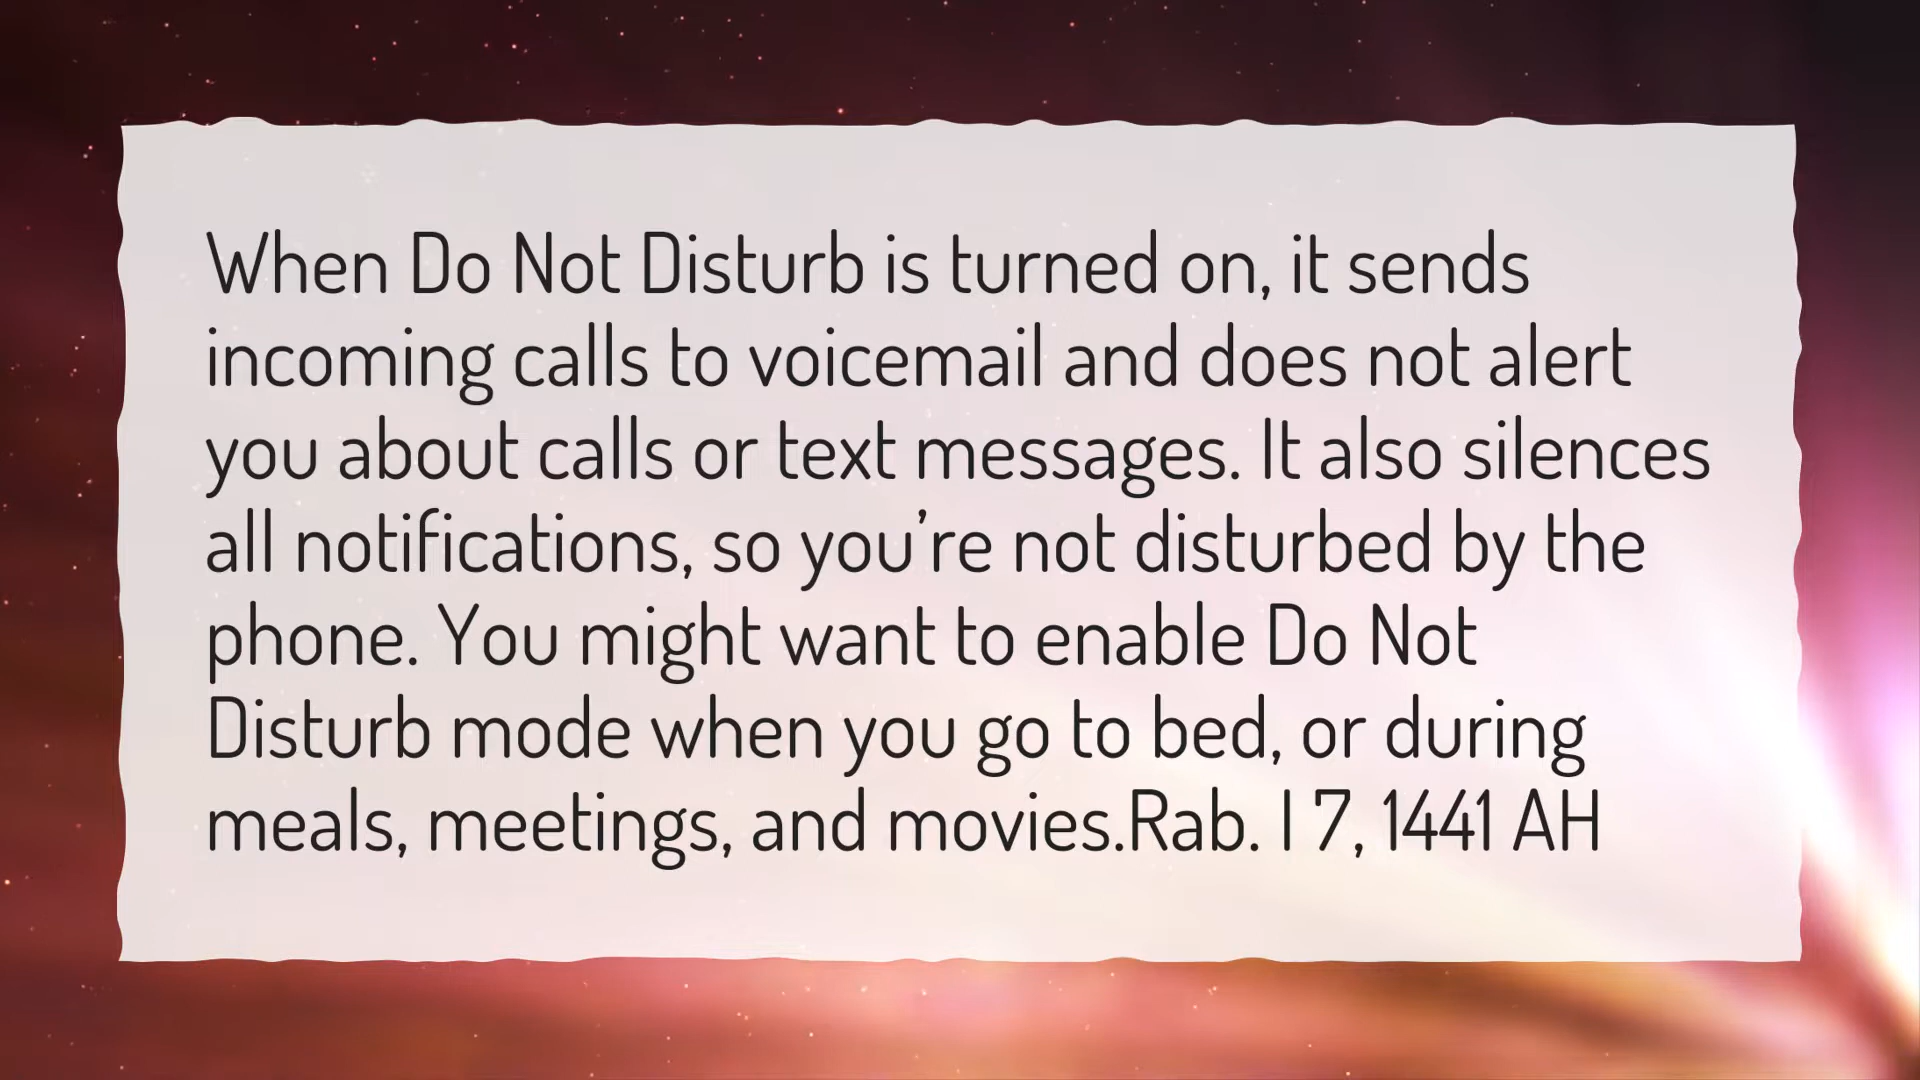 When Do Not Disturb is turned on, it sends
incoming calls to voicemail and does not alert
you about calls or text messages. It also silences
all notifications, so you’re not disturbed by the
phone. You might want to enable Do Not
Disturb mode when you go to bed, or during
meals, meetings, and movies.Rab. I 7, 1441 AH